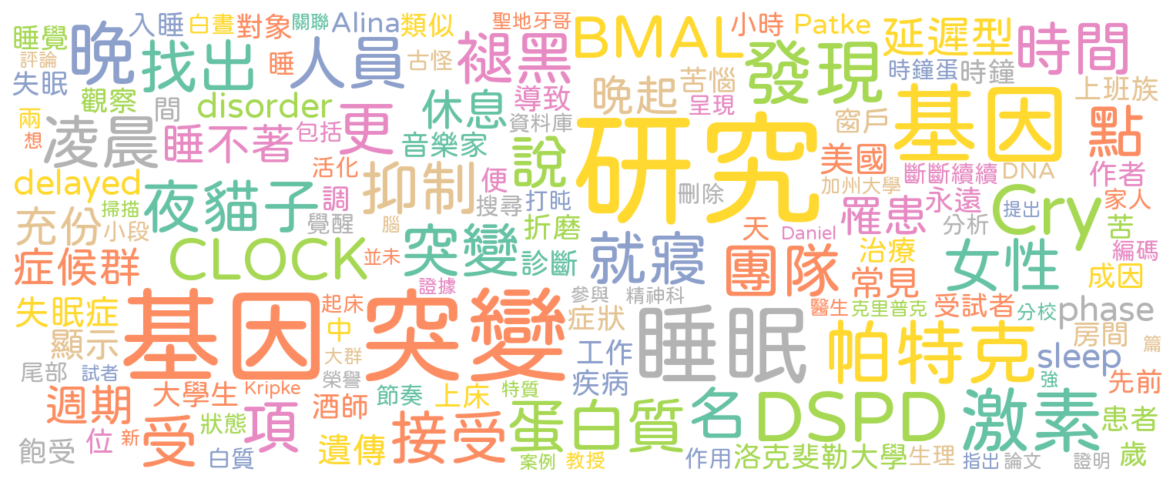 睡覺 入睡 白晝 關聯 對象 Alina 類似 聖地牙哥 BMAL 小時 Patke 延遲型 時間
評論 晚 找出 睡 人員 古怪 褪黑 發現 時鐘蛋 時鐘
失眠 觀察 間 disorder 更 休息 導致 晚起 苦惱 呈現 窗戶 基因 上班族
兩 想 凌晨 睡不著 包括 音樂家 資料庫 說 研究 美國 斷斷續續 DNA 點
delayed 活化 調 抑制 便 搜尋 打盹 刪除 加州大學 永遠 作者
充份 掃描 小段 夜貓子 覺醒 腦 折磨 天 Daniel 罹患 分析 Cry 提出 家人 苦
症候群 CLOCK 並未 突變 診斷 就寢 團隊 治療 常見 女性 編碼 成因
失眠症 基因 起床 突變 證據 參與 精神科 症狀 睡眠 醫生 克里普克 受試者 分校 phase
顯示 中 大群 工作 帕特克 sleep 房間 篇
尾部 試者 大學生 Kripke 榮譽 節奏 上床 特質 疾病 先前
週期 狀態 項 酒師 接受 蛋白質 名 DSPD 激素 強 患者
飽受 位 新 受 白質 遺傳 案例 教授 作用 洛克斐勒大學 生理 指出 論文 證明 歲